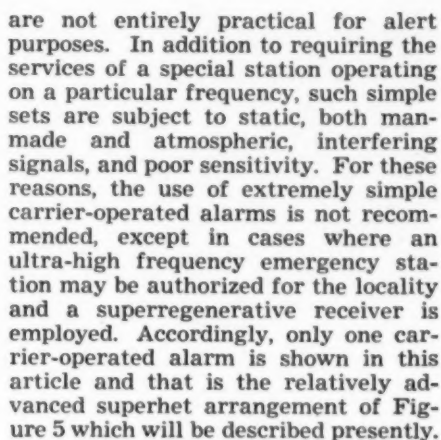 are not entirely practical for alert
purposes. In addition to requiring the
services of a special station operating
on a particular frequency, such simple
sets are subject to static, both man-
made and atmospheric, interfering
signals, and poor sensitivity. For these
reasons, the use of extremely simple
carrier-operated alarms is not recom-
mended, except in cases where an
ultra-high frequency emergency sta-
tion may be authorized for the locality
and a superregenerative receiver is
employed. Accordingly, only one car-
rier-operated alarm is shown in this
article and that is the relatively ad-
vanced superhet arrangement of Fig-
ure 5 which will be described presently.